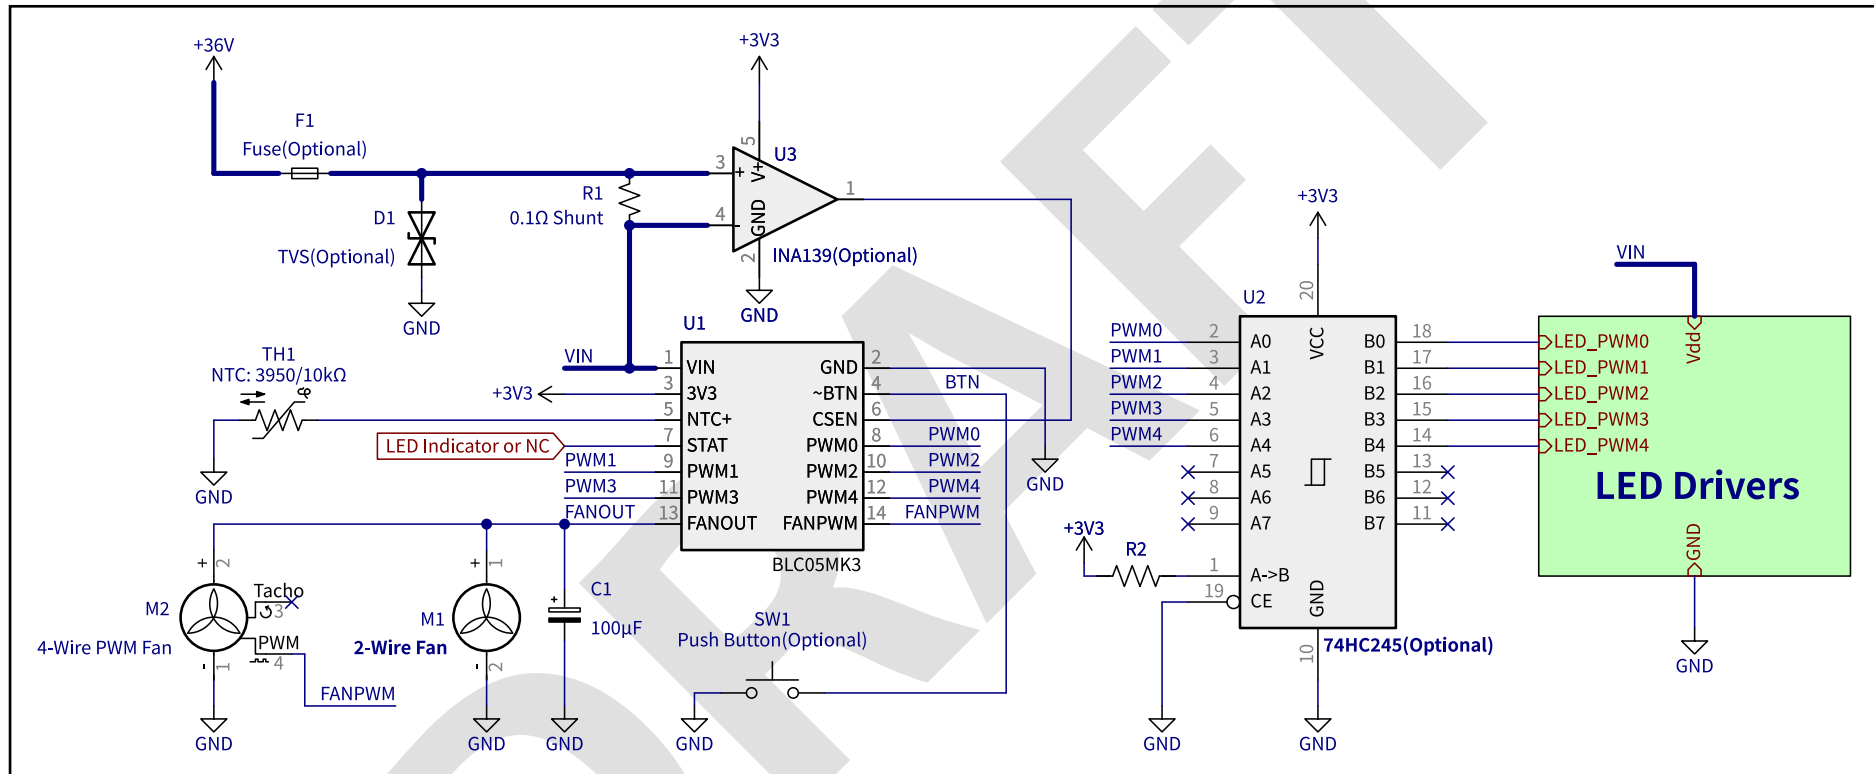 +36V
F1
Fuse(Optional)
D1
TVS(Optional)
GND
R1
0.1Ω Shunt
+3V3
5
3
+
V+
U3
1
4
-
GND
2
INA139(Optional)
GND
TH1
NTC: 3950/10kΩ
θ
GND
+3V3
VIN
LED Indicator or NC
PWM1
PWM3
FANOUT
U1
1 VIN GND 2
3 3V3 ~BTN 4 BTN
5 NTC+ CSEN 6
7 STAT PWM0 8 PWM0
9 PWM1 PWM2 10 PWM2
11 PWM3 PWM4 12 PWM4
13 FANOUT FANPWM 14 FANPWM
BLC05MK3
GND
+ 2
Tacho
3
M2
PWM
4
4-Wire PWM Fan
- 1
FANPWM
GND
+ 1
M1
2-Wire Fan
- 2
GND
C1
+
100µF
GND
SW1
Push Button(Optional)
GND
+3V3
20
U2
VCC
PWM0 2 A0 B0 18
PWM1 3 A1 B1 17
PWM2 4 A2 B2 16
PWM3 5 A3 B3 15
PWM4 6 A4 B4 14
7 A5 B5 13
8 A6 B6 12
9 A7 B7 11
+3V3
R2
1 A->B
19 CE
GND
10
74HC245(Optional)
GND
GND
VIN
Vdd
LED_PWM0
LED_PWM1
LED_PWM2
LED_PWM3
LED_PWM4
LED Drivers
GND
GND
DRAFT